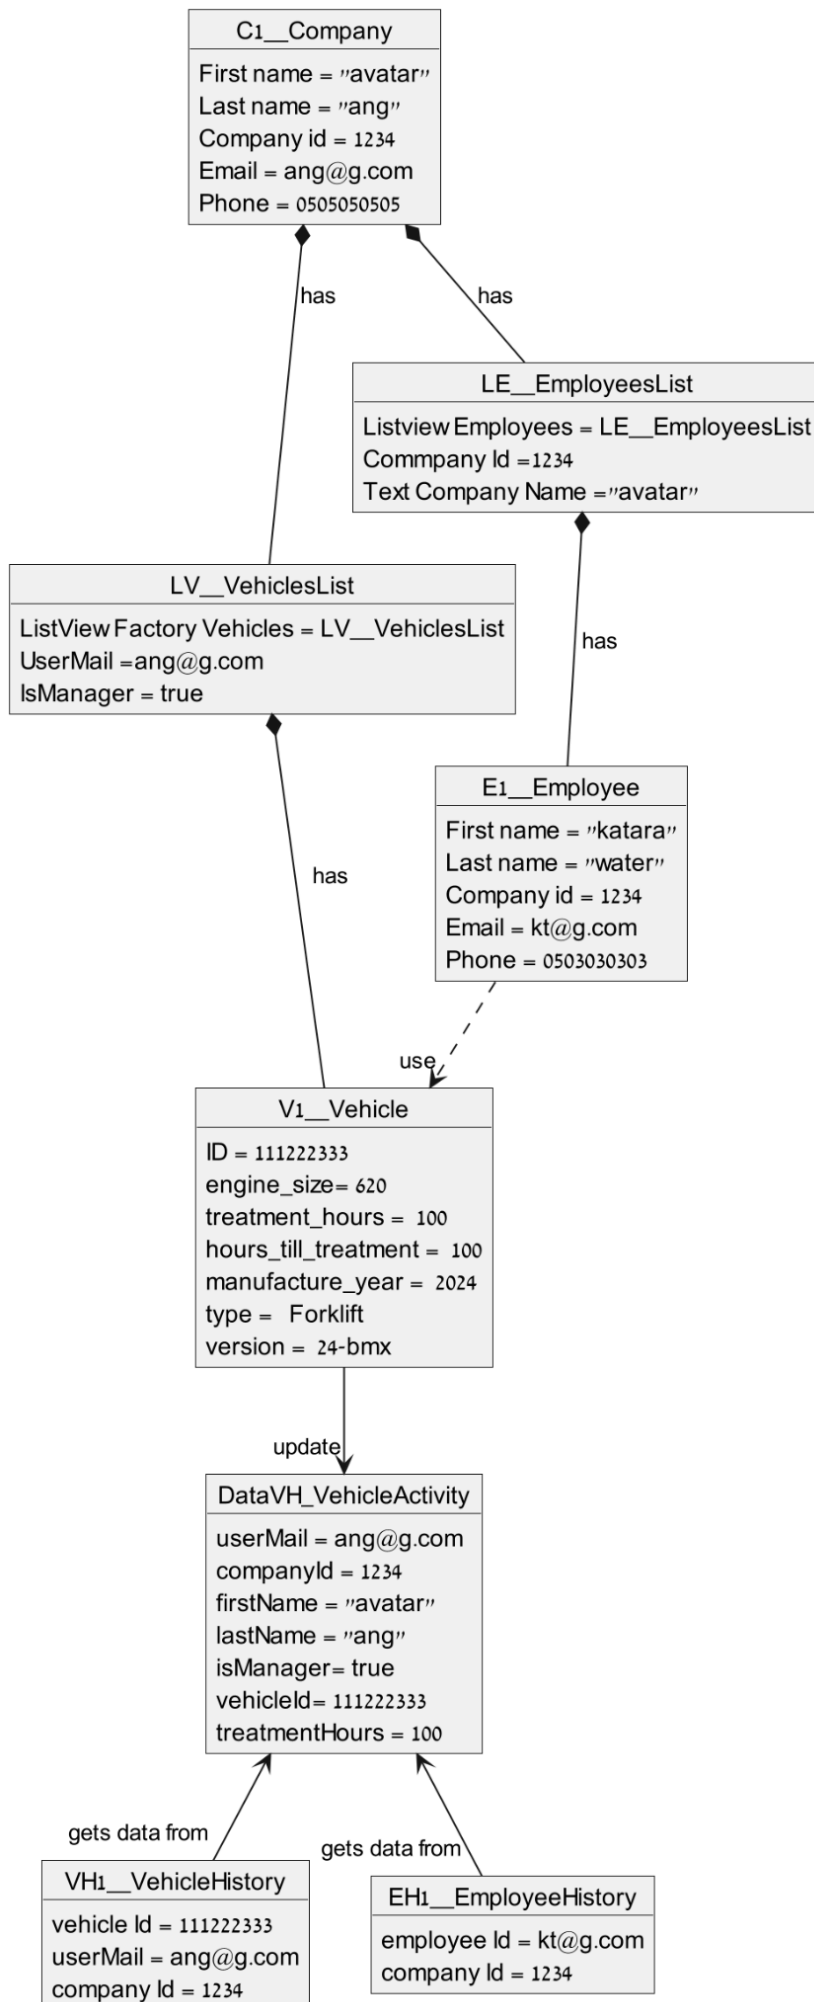 C1__Company
First name = "avatar"
Last name = "ang"
Company id = 1234
Email = ang@g.com
Phone = 0505050505
has
has
LE__EmployeesList
Listview Employees = LE__EmployeesList
Commpany Id =1234
Text Company Name ="avatar"
LV__VehiclesList
ListView Factory Vehicles = LV__VehiclesList
UserMail =ang@g.com
IsManager = true
has
E1__Employee
First name = "katara"
Last name = "water"
Company id = 1234
Email = kt@g.com
Phone = 0503030303
has
use
V1__Vehicle
ID = 111222333
engine_size= 620
treatment_hours = 100
hours_till_treatment = 100
manufacture_year = 2024
type = Forklift
version = 24-bmx
update
DataVH_VehicleActivity
userMail = ang@g.com
companyId = 1234
firstName = "avatar"
lastName = "ang"
isManager= true
vehicleId= 111222333
treatmentHours = 100
gets data from
gets data from
VH1__VehicleHistory
vehicle Id = 111222333
userMail = ang@g.com
company Id = 1234
EH1__EmployeeHistory
employee Id = kt@g.com
company Id = 1234